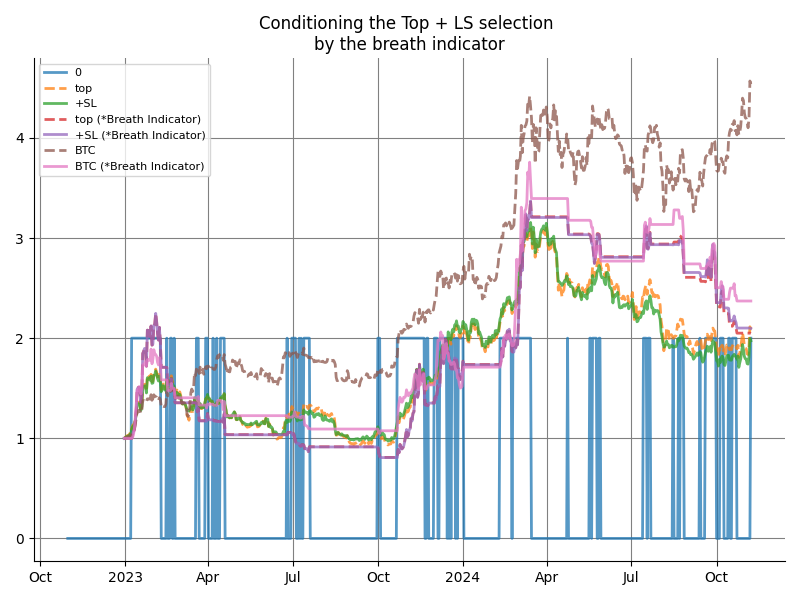 Conditioning the Top + LS selection
by the breath indicator
0
top
+SL
top (*Breath Indicator)
+SL (*Breath Indicator)
BTC
BTC (*Breath Indicator)
4
3
2
1
0
Oct 2023 Apr Jul Oct 2024 Apr Jul Oct